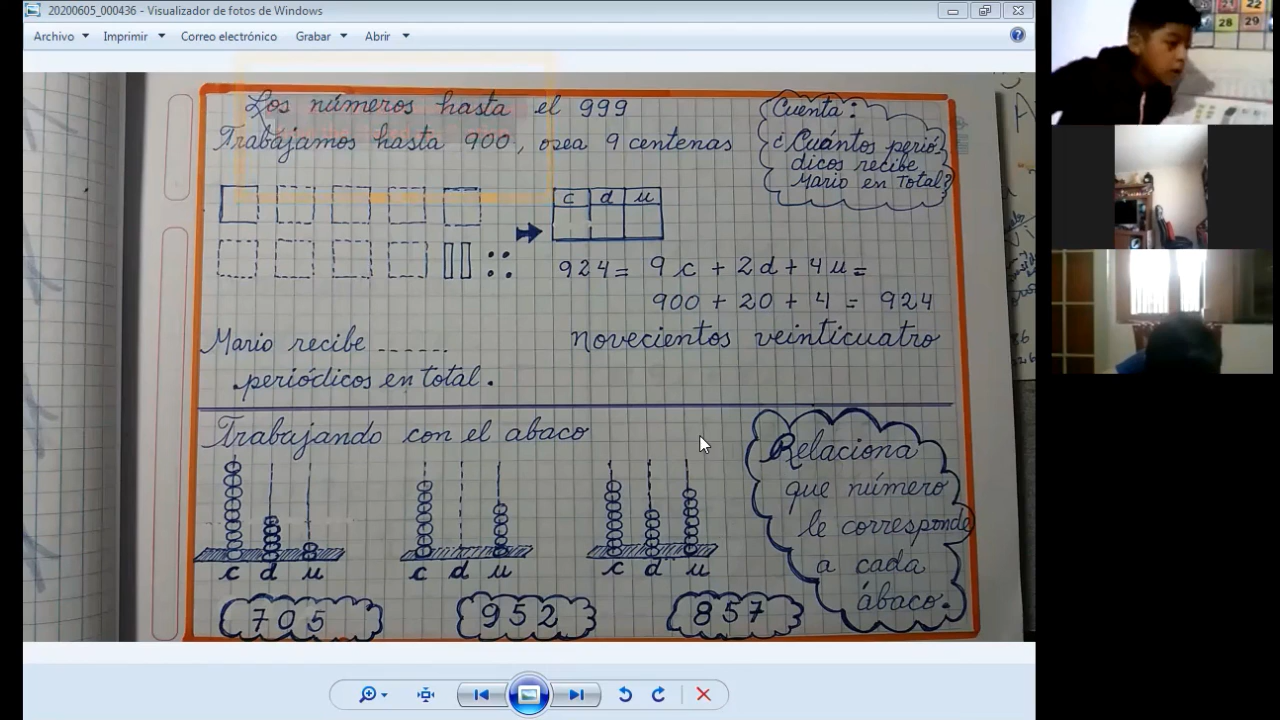 20200605_000436 - Visualizador de fotos de Windows
Archivo Imprimir Correo electrónico Grabar Abrir
Los números hasta el 999
Trabajamos hasta 900, osea 9 centenas
Cuenta:
¿Cuántos perió-
dicos recibe
Mario en Total?
c d u
924 = 9c + 2d + 4u =
900 + 20 + 4 = 924
novecientos veinticuatro
Mario recibe ------
periódicos en total.
Trabajando con el abaco
c d u
c d u
c d u
705
952
857
Relaciona
que número
le corresponde
a cada
ábaco.
22
28 29